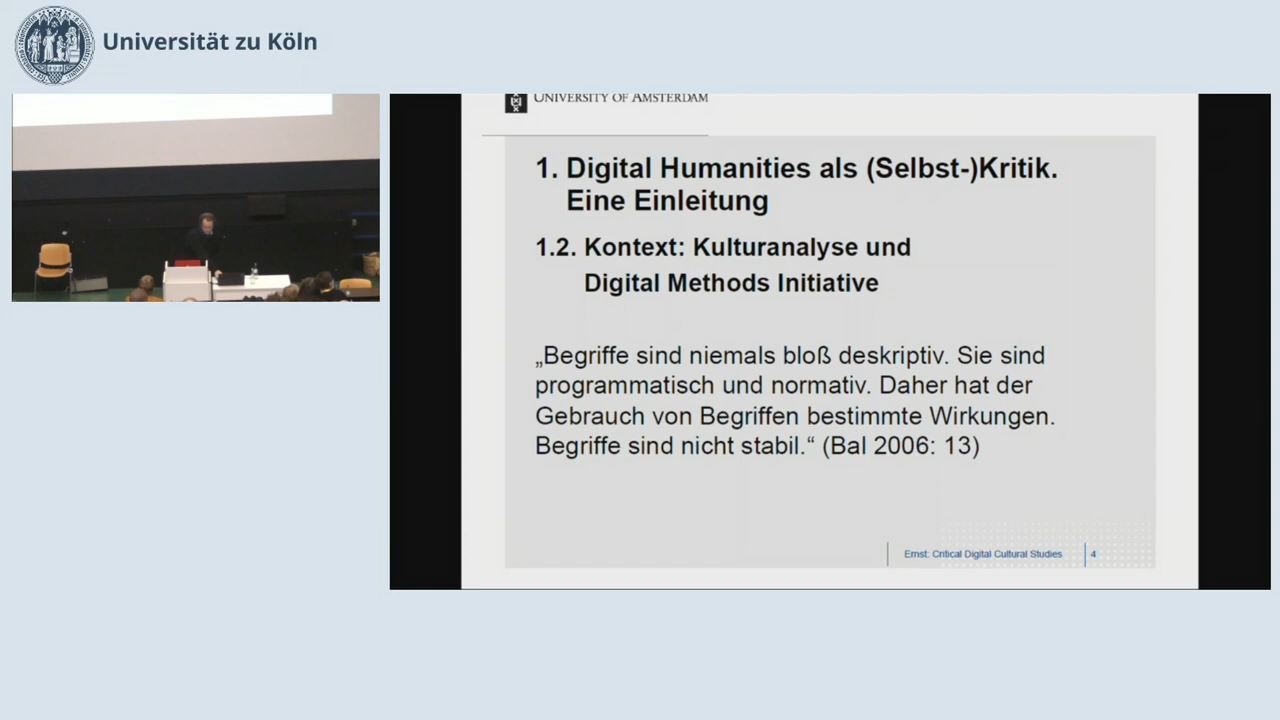 Universität zu Köln
UNIVERSITY OF AMSTERDAM
1. Digital Humanities als (Selbst-)Kritik.
Eine Einleitung
1.2. Kontext: Kulturanalyse und
Digital Methods Initiative
„Begriffe sind niemals bloß deskriptiv. Sie sind
programmatisch und normativ. Daher hat der
Gebrauch von Begriffen bestimmte Wirkungen.
Begriffe sind nicht stabil.“ (Bal 2006: 13)
Ernst: Critical Digital Cultural Studies 4